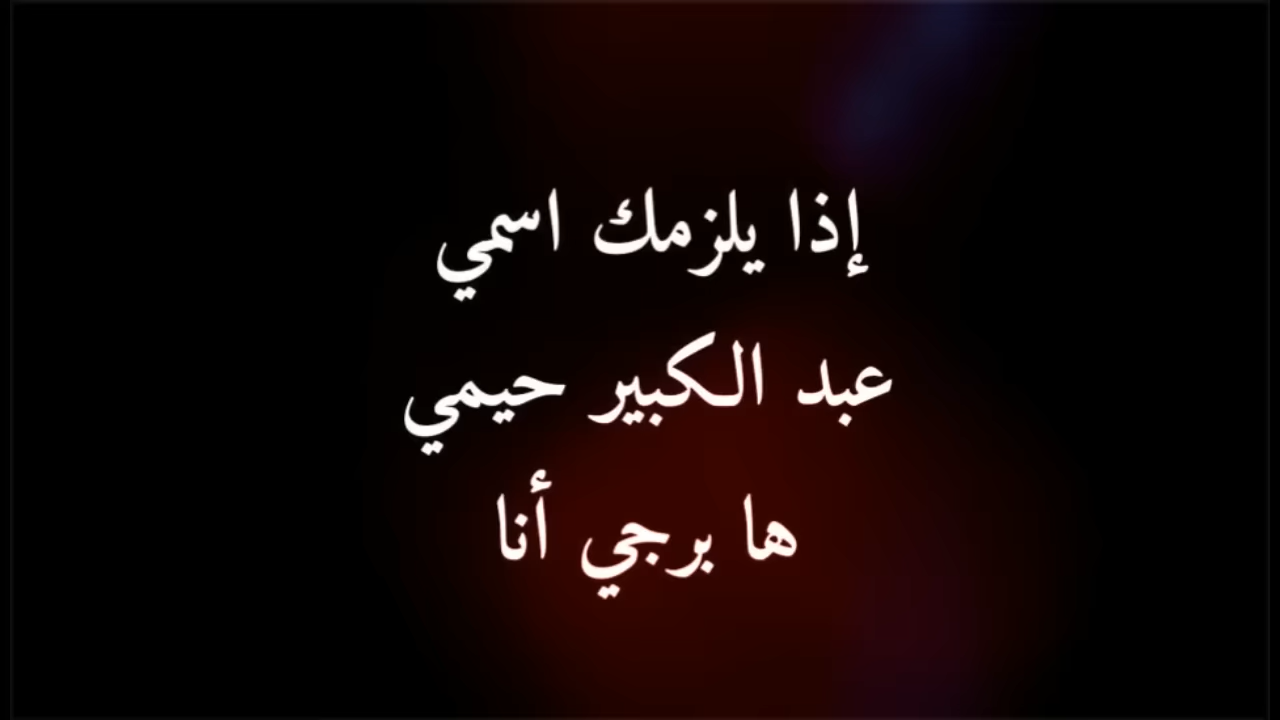 إذا يلزمك اسمي
عبد الكبير حيمي
ها برجي أنا